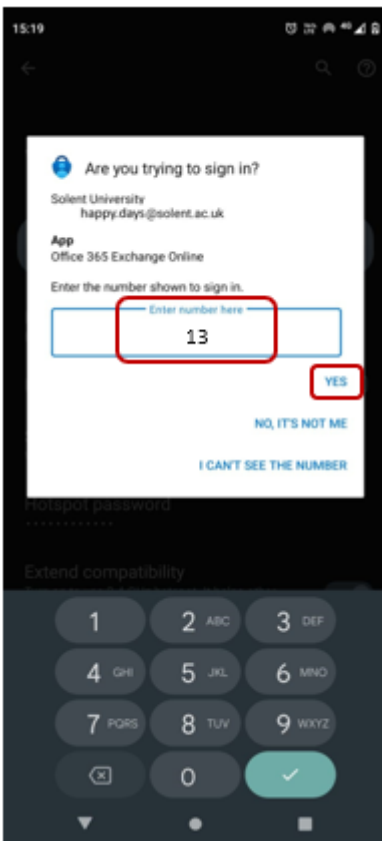 15:19
4G
Are you trying to sign in?
Solent University
happy.days@solent.ac.uk
App
Office 365 Exchange Online
Enter the number shown to sign in.
Enter number here
13
YES
NO, IT'S NOT ME
I CAN'T SEE THE NUMBER
Hotspot password
Extend compatibility
1 2 ABC 3 DEF
4 GHI 5 JKL 6 MNO
7 PQRS 8 TUV 9 WXYZ
0